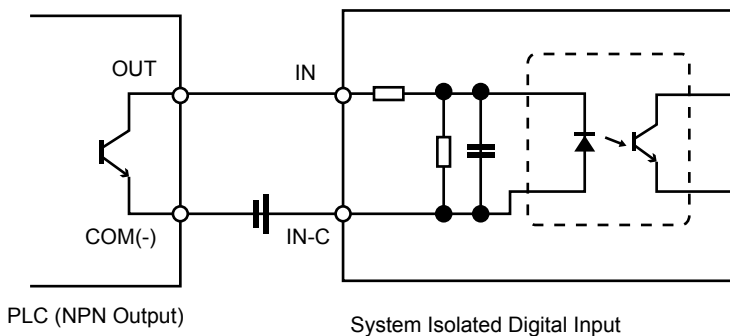 OUT
IN
COM(-)
IN-C
PLC (NPN Output)
System Isolated Digital Input